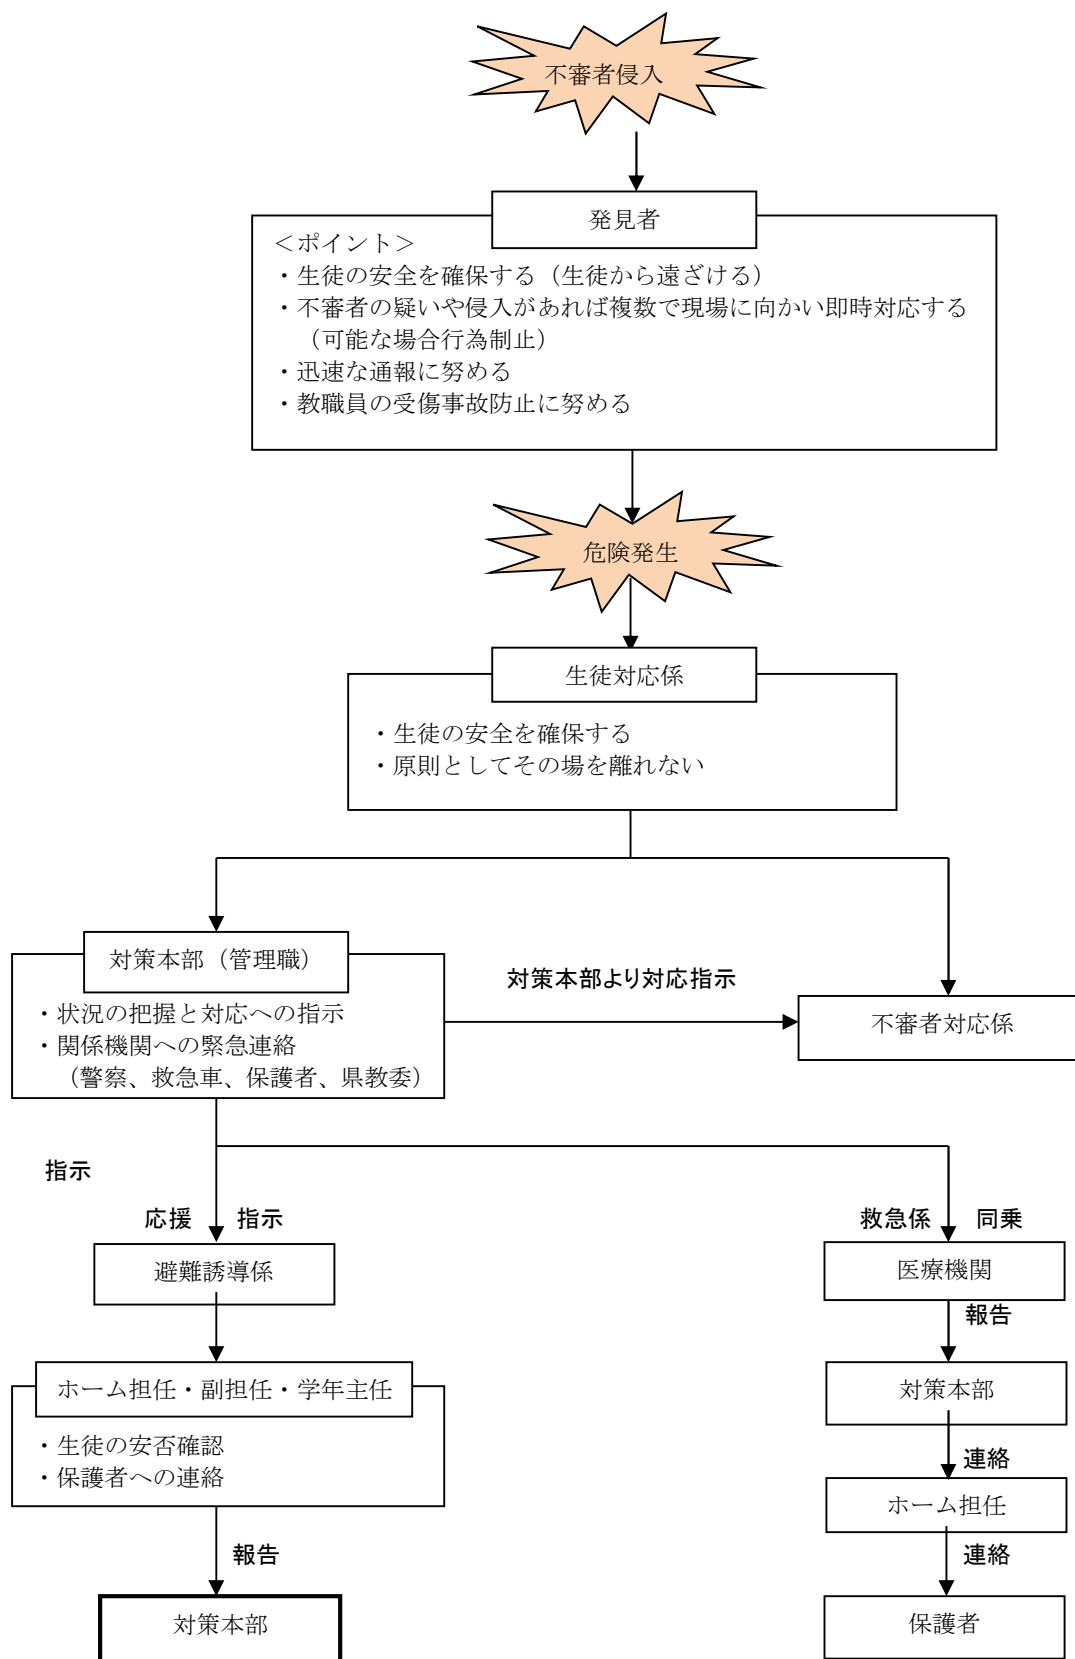 不審者侵入
発見者
＜ポイント＞
・生徒の安全を確保する（生徒から遠ざける）
・不審者の疑いや侵入があれば複数で現場に向かい即時対応する
（可能な場合行為制止）
・迅速な通報に努める
・教職員の受傷事故防止に努める
危険発生
生徒対応係
・生徒の安全を確保する
・原則としてその場を離れない
対策本部（管理職）
・状況の把握と対応への指示
・関係機関への緊急連絡
（警察、救急車、保護者、県教委）
対策本部より対応指示
不審者対応係
指示
応援 指示
避難誘導係
ホーム担任・副担任・学年主任
・生徒の安否確認
・保護者への連絡
報告
対策本部
救急係 同乗
医療機関
報告
対策本部
連絡
ホーム担任
連絡
保護者